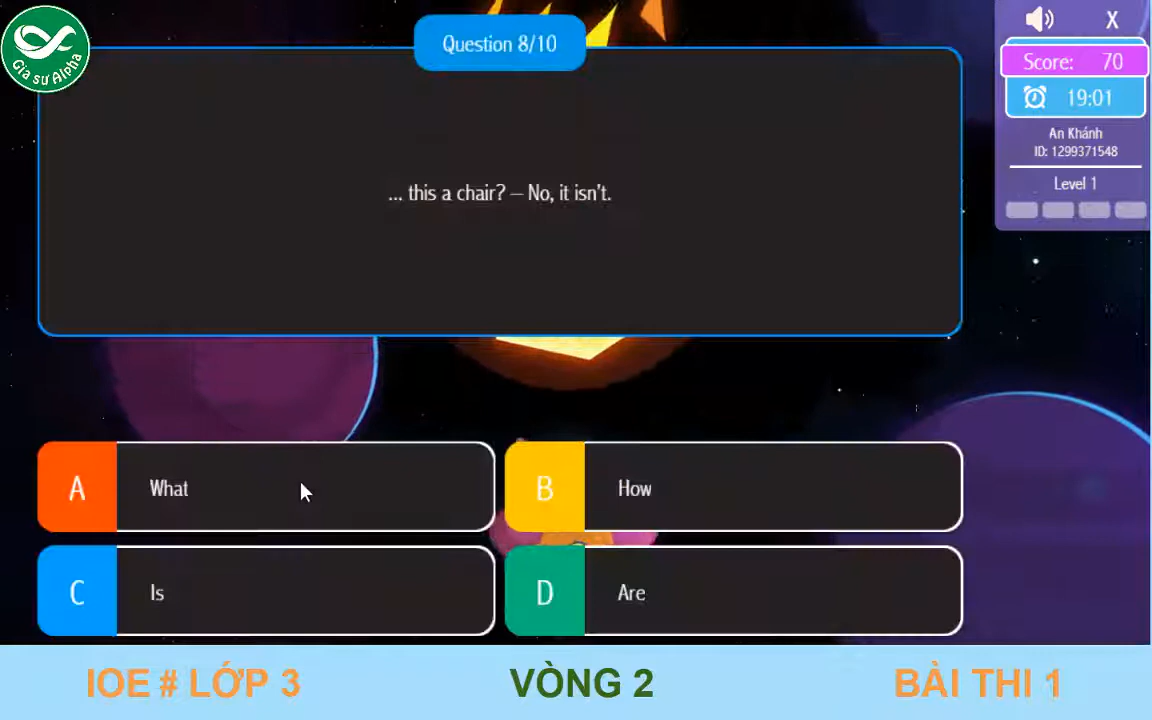 Gia sư Alpha
Question 8/10
X
Score: 70
19:01
An Khánh
ID: 1299371548
Level 1
... this a chair? – No, it isn't.
A What
B How
C Is
D Are
IOE # LỚP 3
VÒNG 2
BÀI THI 1